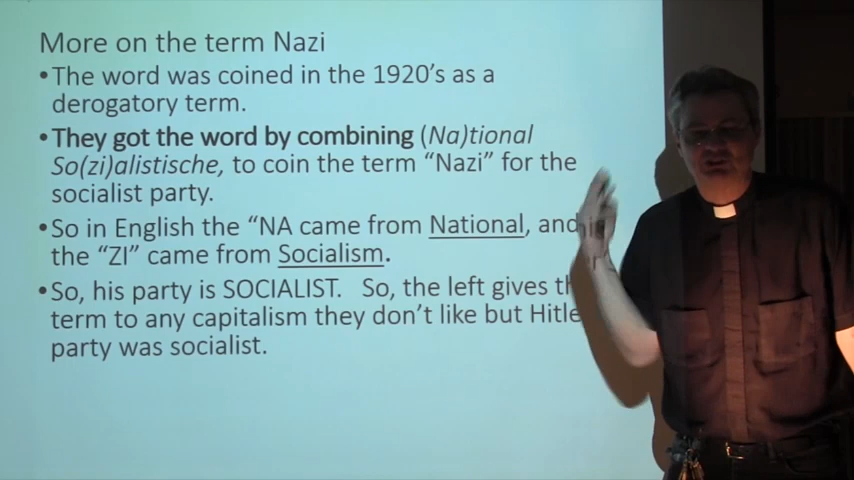 More on the term Nazi
•The word was coined in the 1920's as a
derogatory term.
•They got the word by combining (Na)tional
So(zi)alistische, to coin the term "Nazi" for the
socialist party.
•So in English the "NA came from National, and
the "ZI" came from Socialism.
•So, his party is SOCIALIST. So, the left gives
term to any capitalism they don't like but
party was socialist.